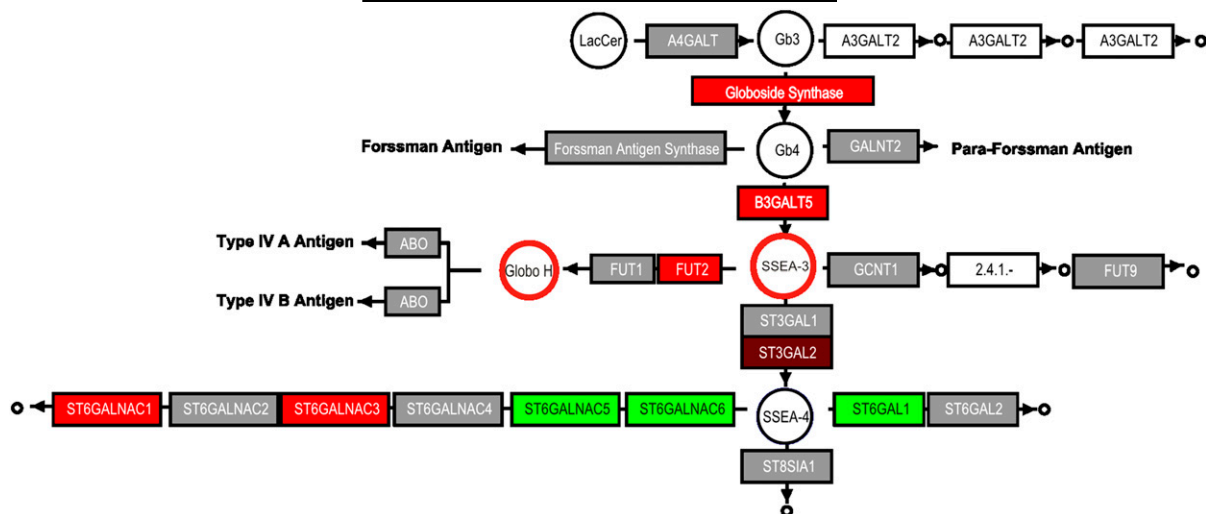 LacCer
A4GALT
Gb3
A3GALT2
A3GALT2
A3GALT2
Globoside Synthase
Forssman Antigen
Forssman Antigen Synthase
Gb4
GALNT2
Para-Forssman Antigen
B3GALT5
Type IV A Antigen
ABO
Globo H
FUT1
FUT2
SSEA-3
GCNT1
2.4.1.-
FUT9
Type IV B Antigen
ABO
ST3GAL1
ST3GAL2
ST6GALNAC1
ST6GALNAC2
ST6GALNAC3
ST6GALNAC4
ST6GALNAC5
ST6GALNAC6
SSEA-4
ST6GAL1
ST6GAL2
ST8SIA1